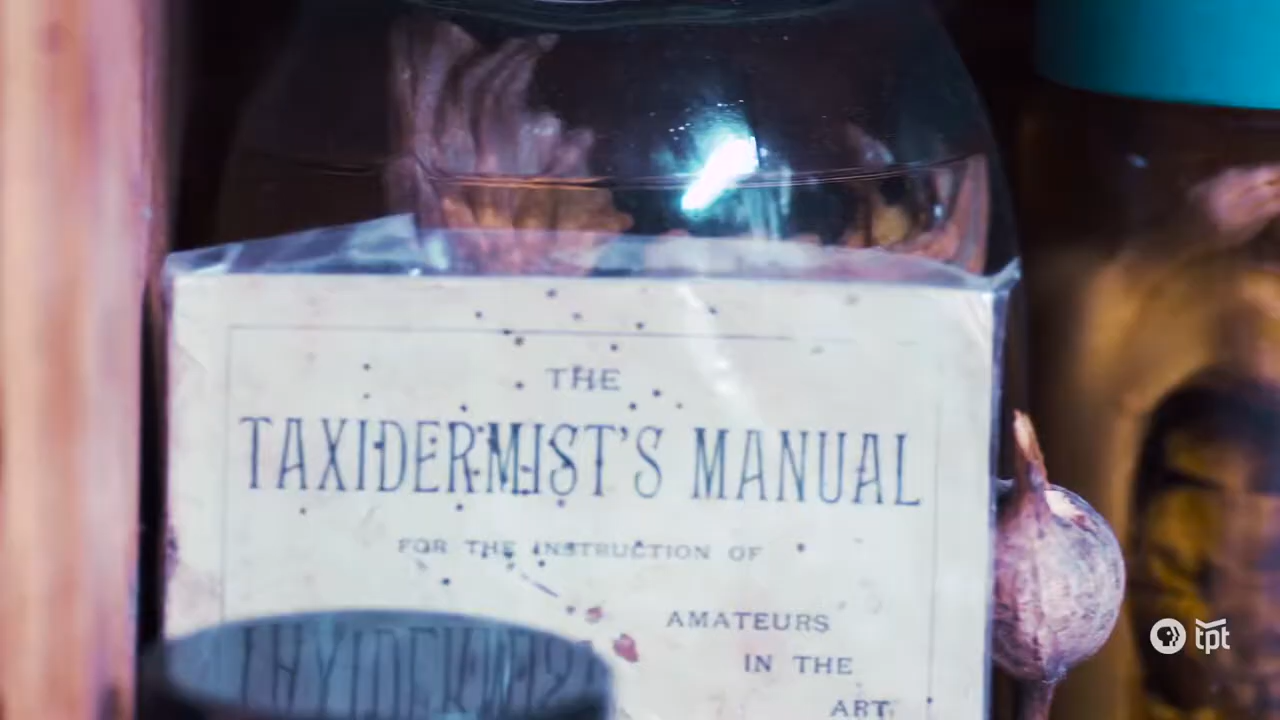 THE
TAXIDERMIST'S MANUAL
FOR THE INSTRUCTION OF
AMATEURS
IN THE
ART
tpt